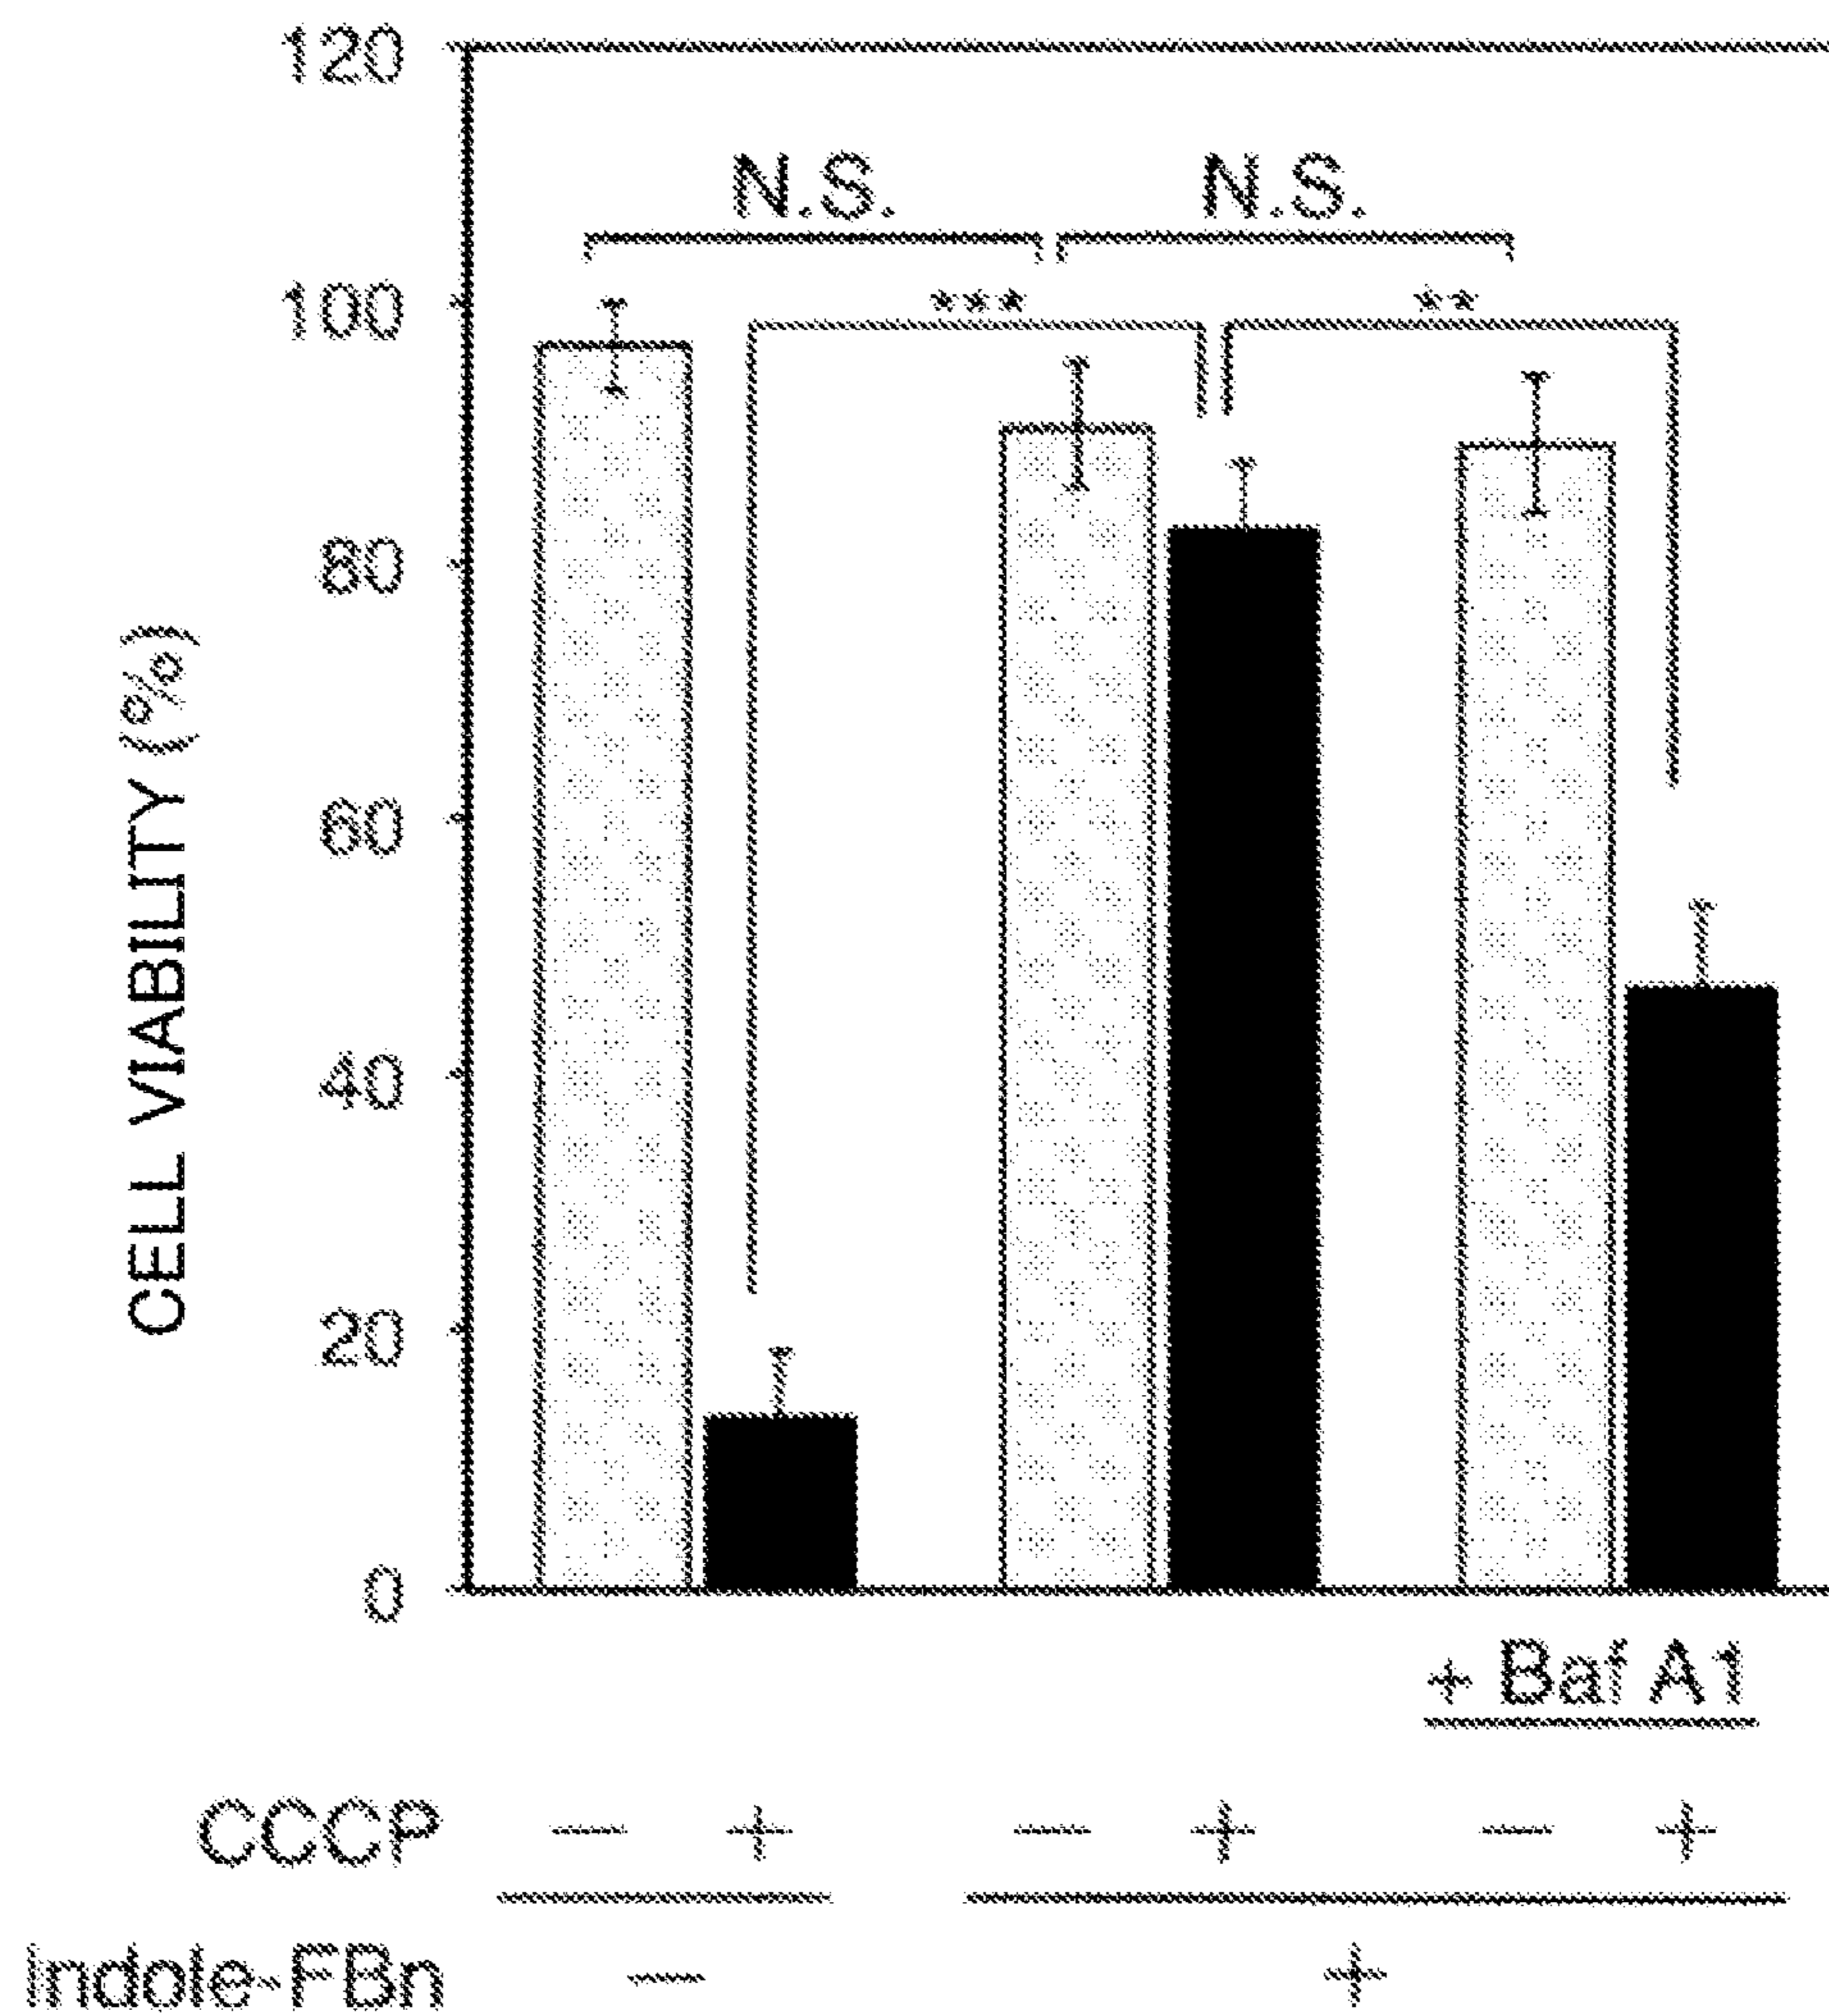 120
N.S. N.S.
100
*** **
80
60
40
20
0
CELL VIABILITY (%)
+ Baf A1
CCCP — + — + — +
Indole-FBn — +